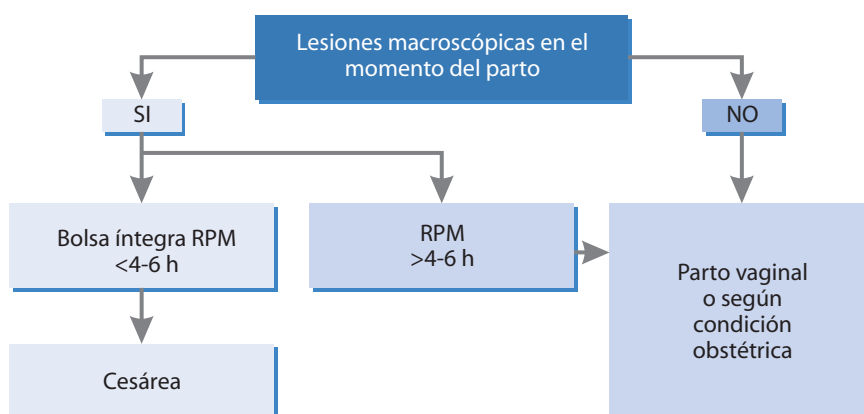 Lesiones macroscópicas en el
momento del parto
SI
NO
Bolsa íntegra RPM
<4-6 h
RPM
>4-6 h
Parto vaginal
o según
condición
obstétrica
Cesárea